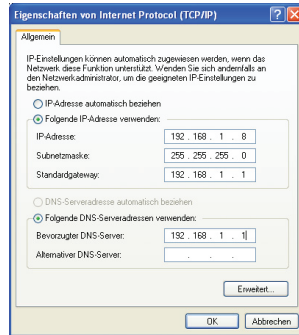 Eigenschaften von Internet Protocol (TCP/IP)
Allgemein
IP-Einstellungen können automatisch zugewiesen werden, wenn das
Netzwerk diese Funktion unterstützt. Wenden Sie sich andernfalls an
den Netzwerkadministrator, um die geeigneten IP-Einstellungen zu
beziehen.
IP-Adresse automatisch beziehen
Folgende IP-Adresse verwenden:
IP-Adresse: 192 . 168 . 1 . 8
Subnetzmaske: 255 . 255 . 255 . 0
Standardgateway: 192 . 168 . 1 . 1
DNS-Serveradresse automatisch beziehen
Folgende DNS-Serveradressen verwenden:
Bevorzugter DNS-Server: 192 . 168 . 1 . 1
Alternativer DNS-Server: . . .
Erweitert...
OK Abbrechen